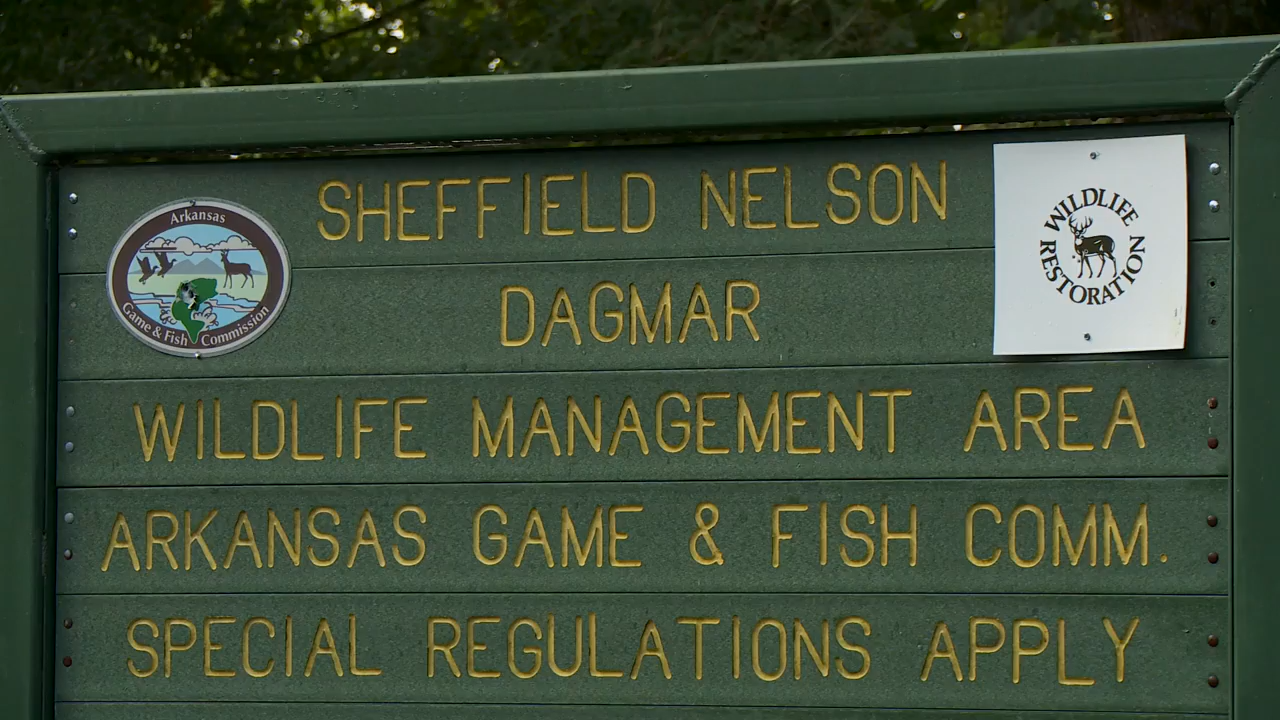 SHEFFIELD NELSON
DAGMAR
WILDLIFE MANAGEMENT AREA
ARKANSAS GAME & FISH COMM.
SPECIAL REGULATIONS APPLY
Arkansas
Game & Fish Commission
WILDLIFE
RESTORATION